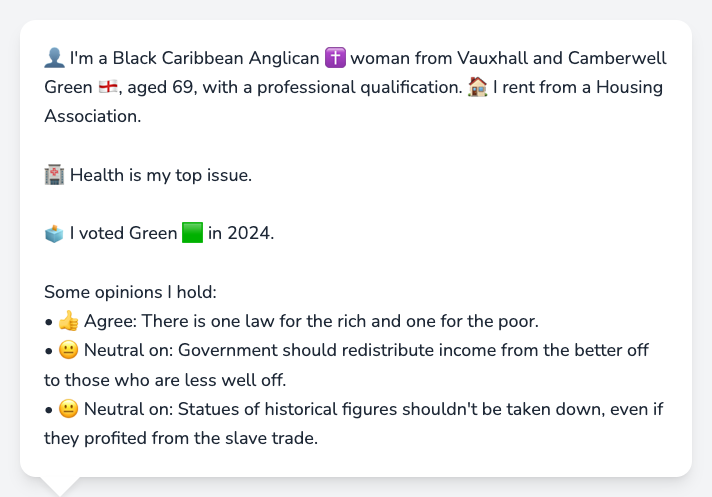 👤 I'm a Black Caribbean Anglican ✝️ woman from Vauxhall and Camberwell
Green 🏴󠁧󠁢󠁥󠁮󠁧󠁿, aged 69, with a professional qualification. 🏠 I rent from a Housing
Association.
🏥 Health is my top issue.
🗳️ I voted Green 🟩 in 2024.
Some opinions I hold:
• 👍 Agree: There is one law for the rich and one for the poor.
• 😐 Neutral on: Government should redistribute income from the better off
to those who are less well off.
• 😐 Neutral on: Statues of historical figures shouldn't be taken down, even if
they profited from the slave trade.